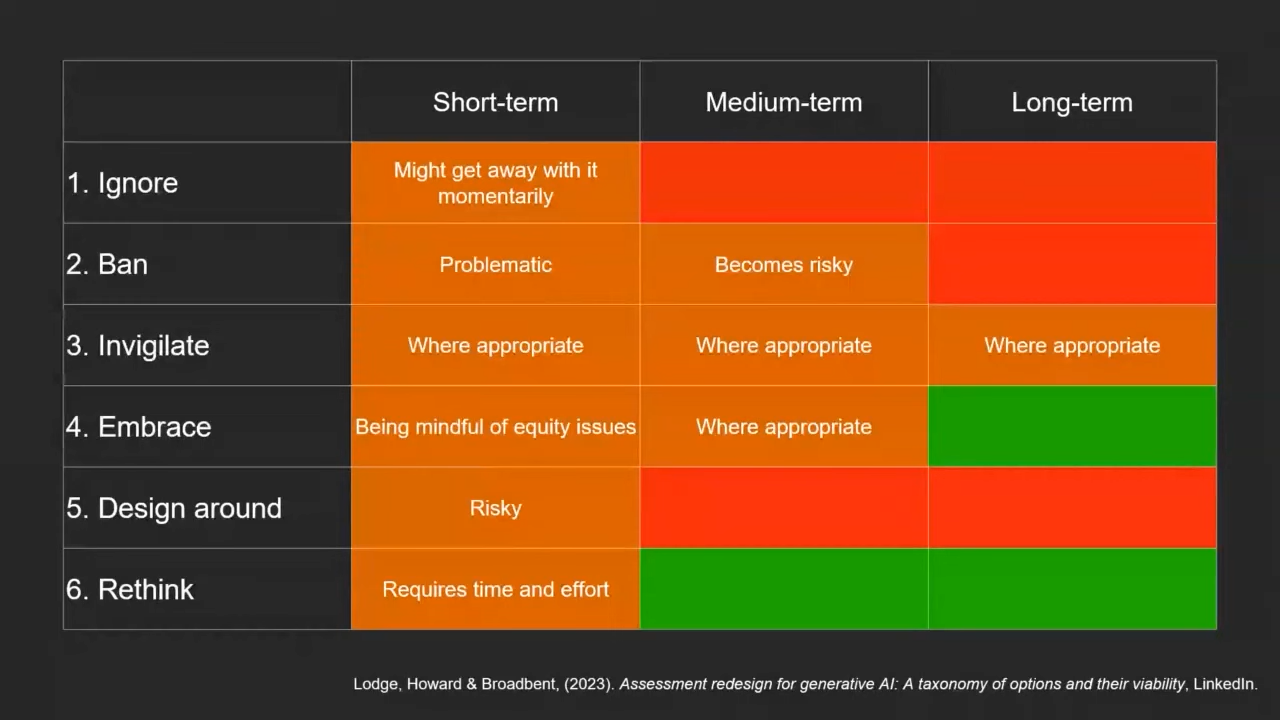 Short-term Medium-term Long-term
1. Ignore Might get away with it
momentarily
2. Ban Problematic Becomes risky
3. Invigilate Where appropriate Where appropriate Where appropriate
4. Embrace Being mindful of equity issues Where appropriate
5. Design around Risky
6. Rethink Requires time and effort
Lodge, Howard & Broadbent, (2023). Assessment redesign for generative AI: A taxonomy of options and their viability, LinkedIn.